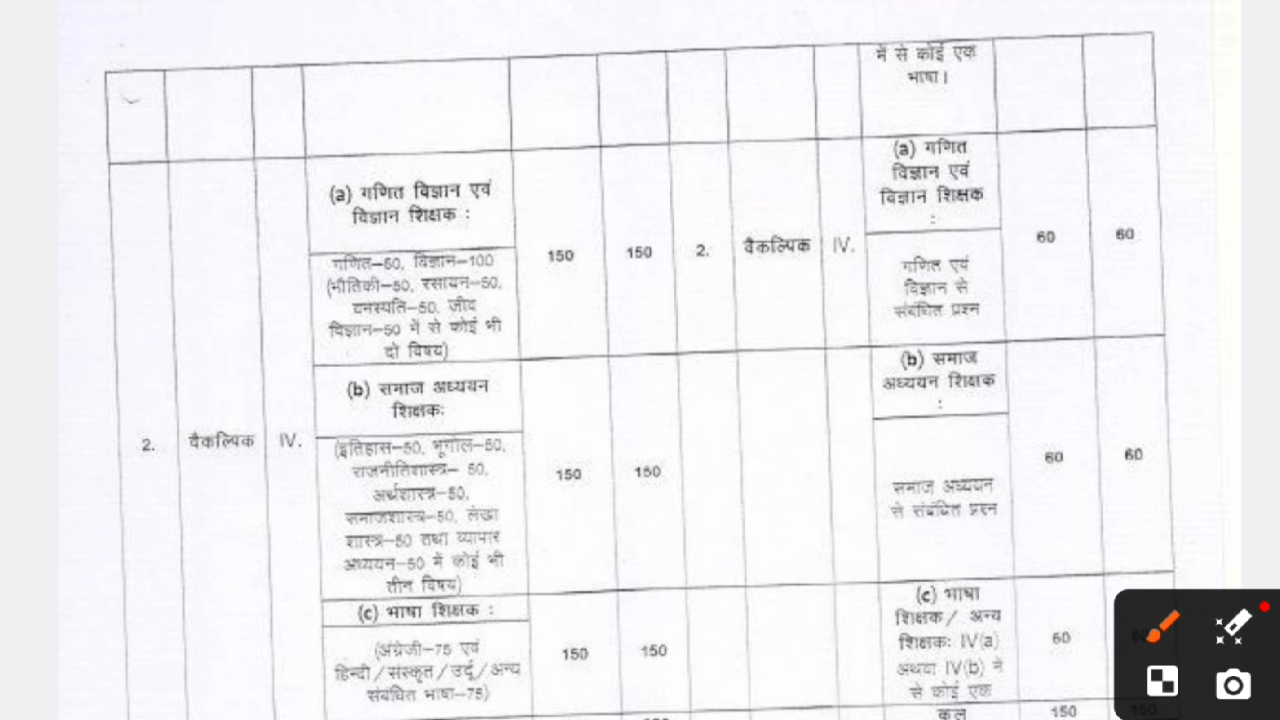 में से कोई एक
भाषा।
(a) गणित विज्ञान एवं
विज्ञान शिक्षक :
गणित–50, विज्ञान–100
(भौतिकी–50, रसायन–50,
वनस्पति–50, जीव
विज्ञान–50 में से कोई भी
दो विषय)
150
150
2.
वैकल्पिक
IV.
(a) गणित
विज्ञान एवं
विज्ञान शिक्षक
:
गणित एवं
विज्ञान से
संबंधित प्रश्न
60
60
2.
वैकल्पिक
IV.
(b) समाज अध्ययन
शिक्षकः
(इतिहास–50, भूगोल–50,
राजनीतिशास्त्र– 50,
अर्थशास्त्र–50,
समाजशास्त्र–50, लेखा
शास्त्र–50 तथा व्यापार
अध्ययन–50 में कोई भी
तीन विषय)
150
150
(b) समाज
अध्ययन शिक्षक
:
समाज अध्ययन
से संबंधित प्रश्न
60
60
(c) भाषा शिक्षक :
(अंग्रेजी–75 एवं
हिन्दी/संस्कृत/उर्दू/अन्य
संबंधित भाषा–75)
150
150
(c) भाषा
शिक्षक/ अन्य
शिक्षकः IV(a)
अथवा IV(b) में
से कोई एक
60
60
कुल
150
150